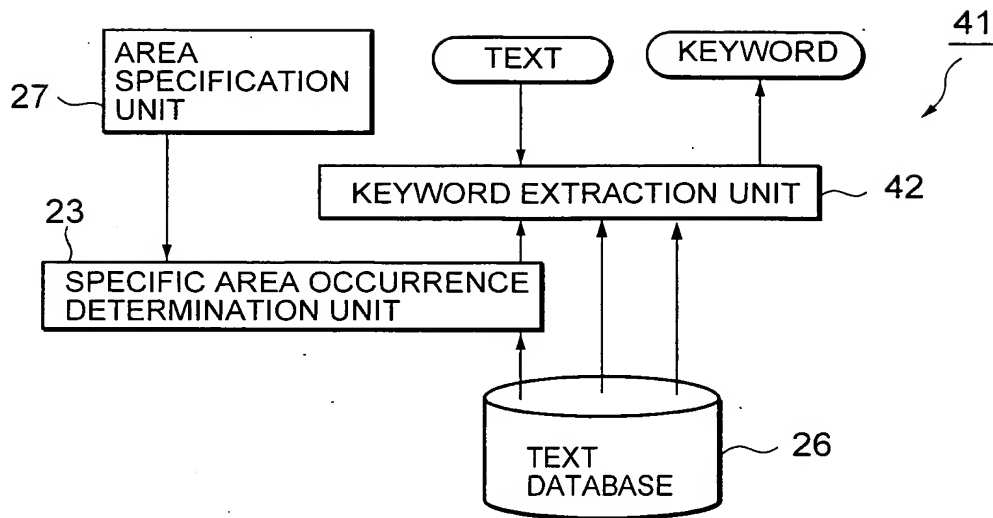 41
AREA
SPECIFICATION
UNIT
27
TEXT
KEYWORD
KEYWORD EXTRACTION UNIT
42
23
SPECIFIC AREA OCCURRENCE
DETERMINATION UNIT
TEXT
DATABASE
26